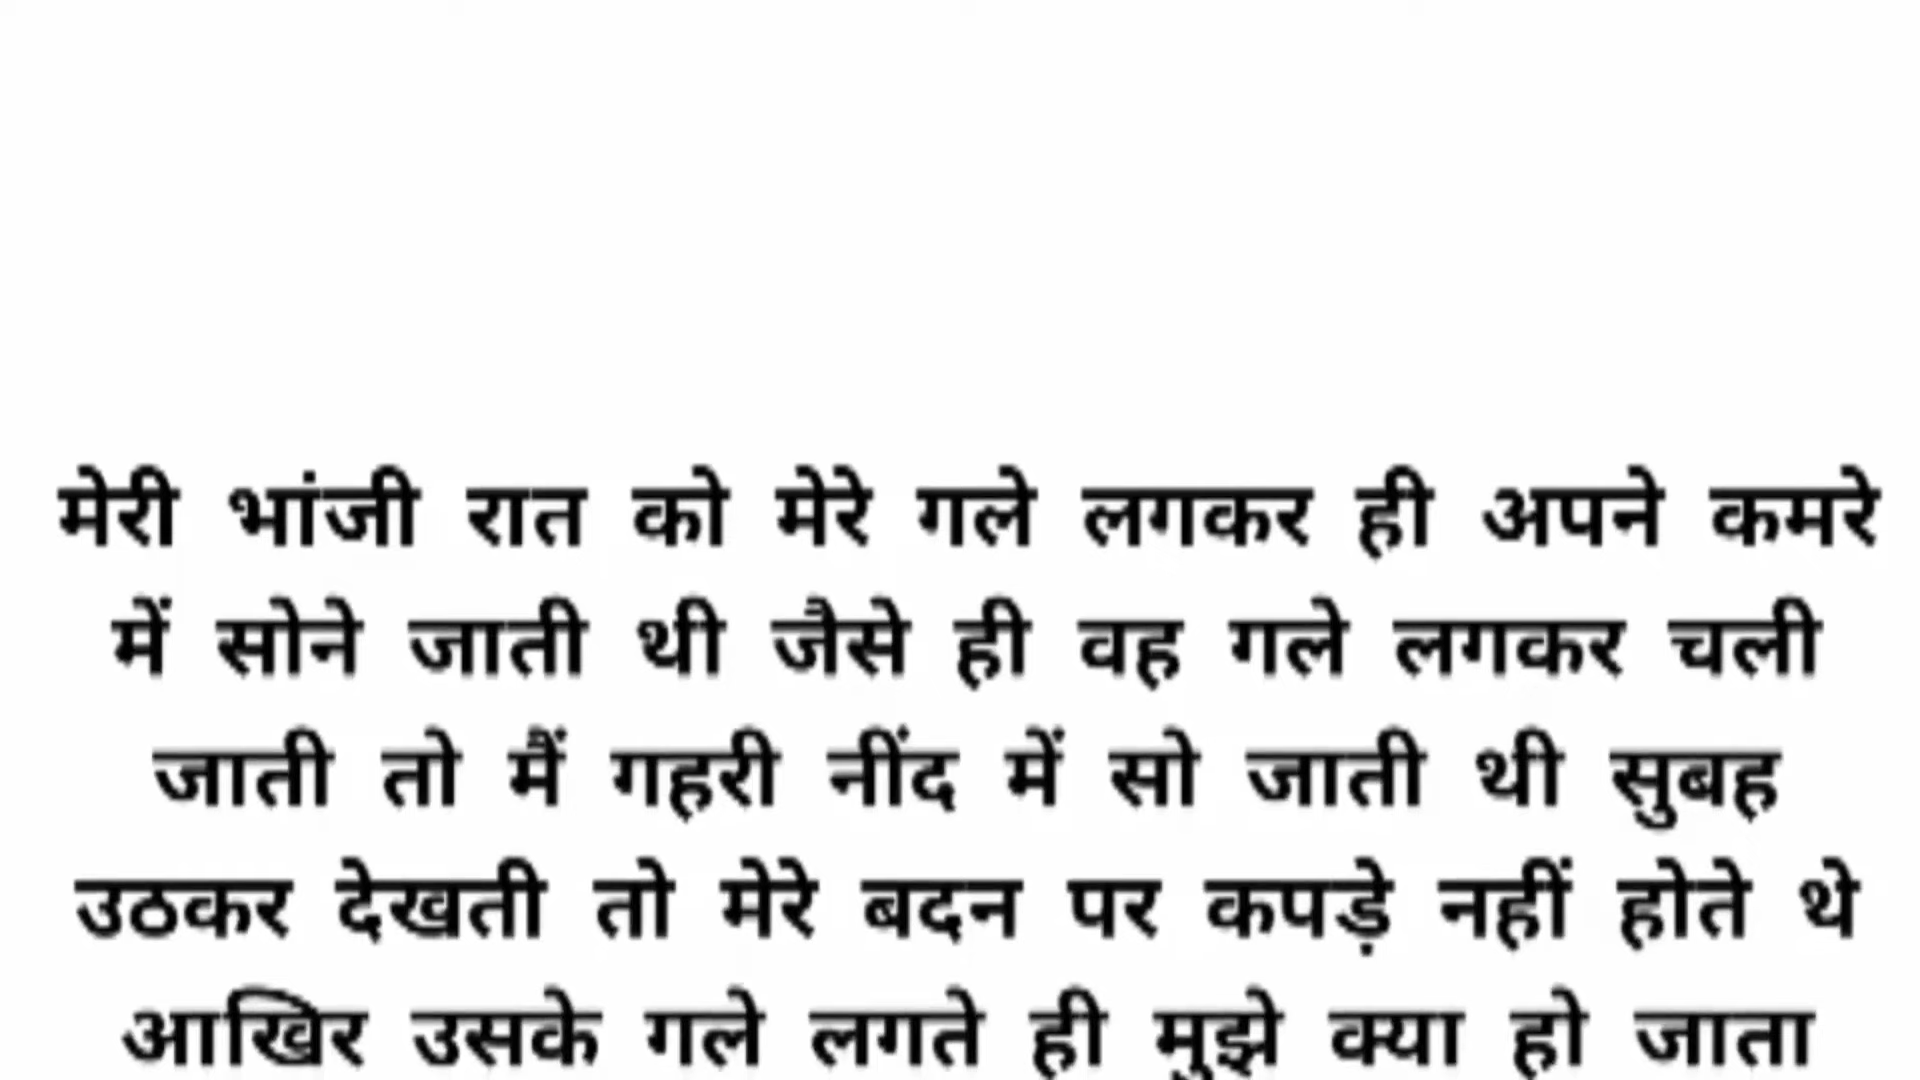 मेरी भांजी रात को मेरे गले लगकर ही अपने कमरे
में सोने जाती थी जैसे ही वह गले लगकर चली
जाती तो मैं गहरी नींद में सो जाती थी सुबह
उठकर देखती तो मेरे बदन पर कपड़े नहीं होते थे
आखिर उसके गले लगते ही मुझे क्या हो जाता